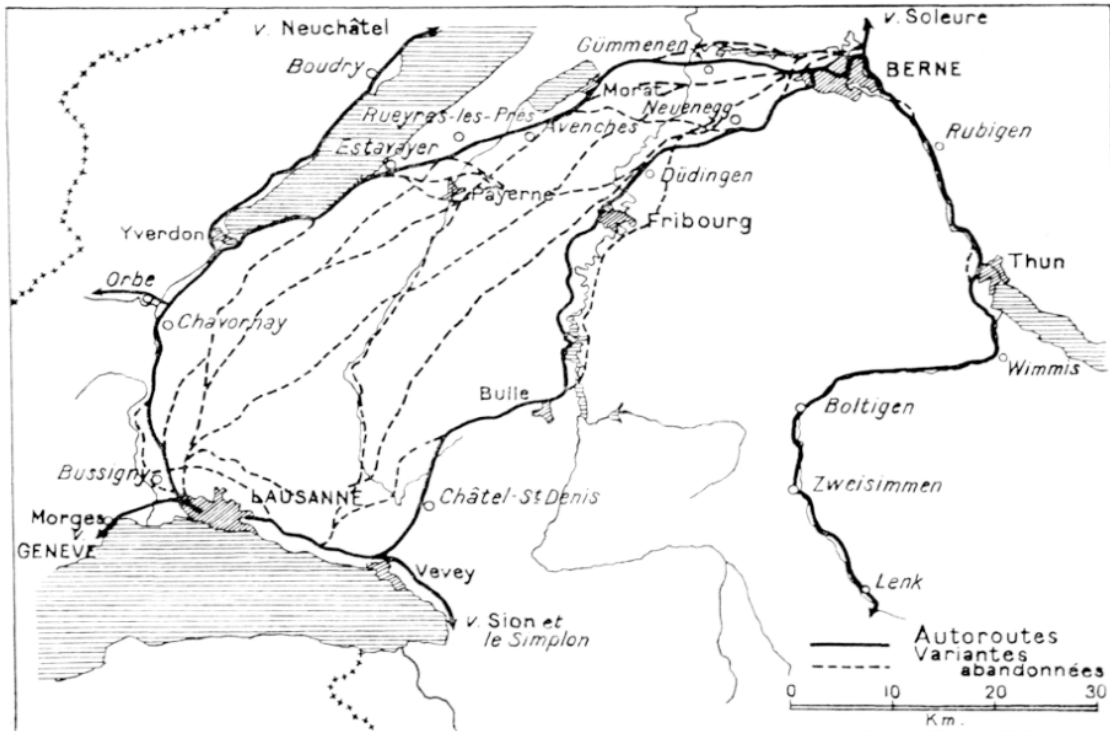 v. Soleure
v. Neuchâtel
Gümmenen
Boudry
BERNE
Morat
Rueyres-les-Prés
Neuenegg
Avenches
Rubigen
Estavayer
Düdingen
Payerne
Fribourg
Yverdon
Thun
Orbe
Chavornay
Wimmis
Bulle
Boltigen
Bussigny
LAUSANNE
Châtel-St Denis
Zweisimmen
Morges
v.
GENÈVE
Vevey
Lenk
v. Sion et
le Simplon
Autoroutes
Variantes
abandonnées
0 10 20 30
Km.